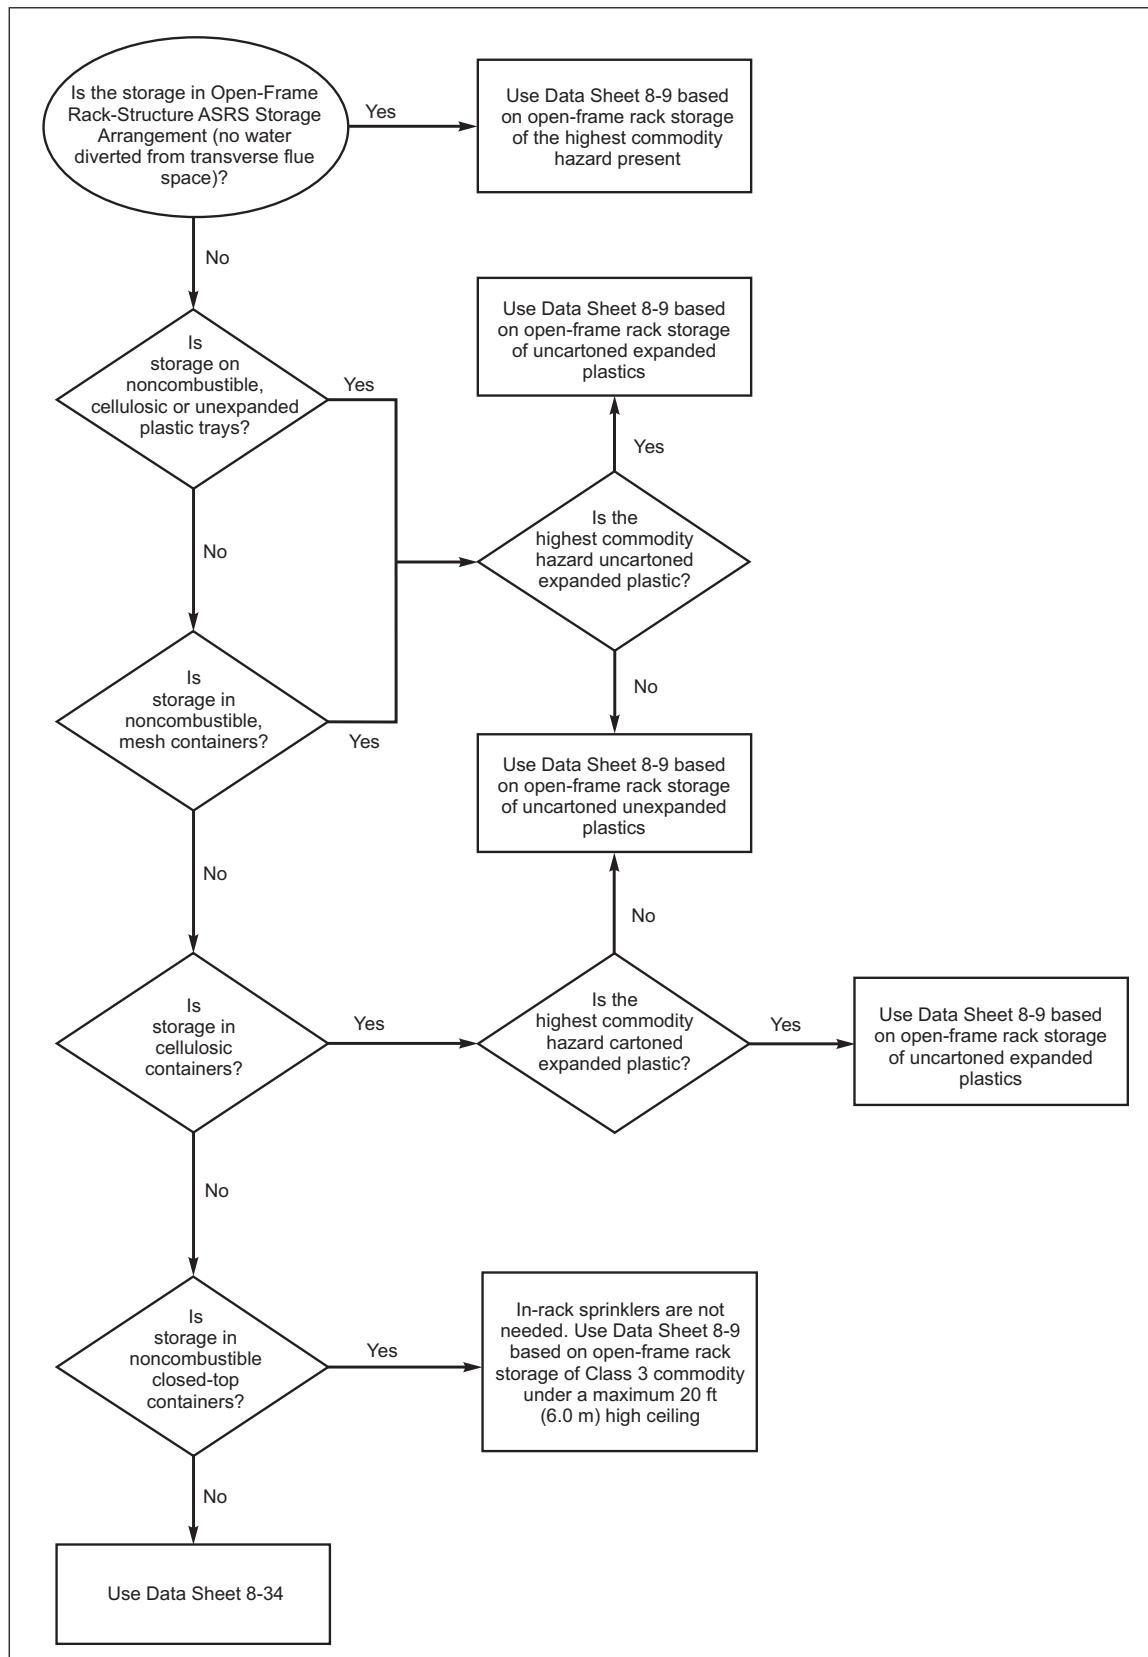 Is the storage in Open-Frame
Rack-Structure ASRS Storage
Arrangement (no water
diverted from transverse flue
space)?
Yes
Use Data Sheet 8-9 based
on open-frame rack storage
of the highest commodity
hazard present
No
Is
storage on
noncombustible,
cellulosic or unexpanded
plastic trays?
Yes
Use Data Sheet 8-9 based
on open-frame rack storage
of uncartoned expanded
plastics
Yes
Is the
highest commodity
hazard uncartoned
expanded plastic?
No
Is
storage in
noncombustible,
mesh containers?
Yes
No
Use Data Sheet 8-9 based
on open-frame rack storage
of uncartoned unexpanded
plastics
No
No
Is
storage in
cellulosic
containers?
Yes
Is the
highest commodity
hazard cartoned
expanded plastic?
Yes
Use Data Sheet 8-9 based
on open-frame rack storage
of uncartoned expanded
plastics
No
Is
storage in
noncombustible
closed-top
containers?
Yes
In-rack sprinklers are not
needed. Use Data Sheet 8-9
based on open-frame rack
storage of Class 3 commodity
under a maximum 20 ft
(6.0 m) high ceiling
No
Use Data Sheet 8-34